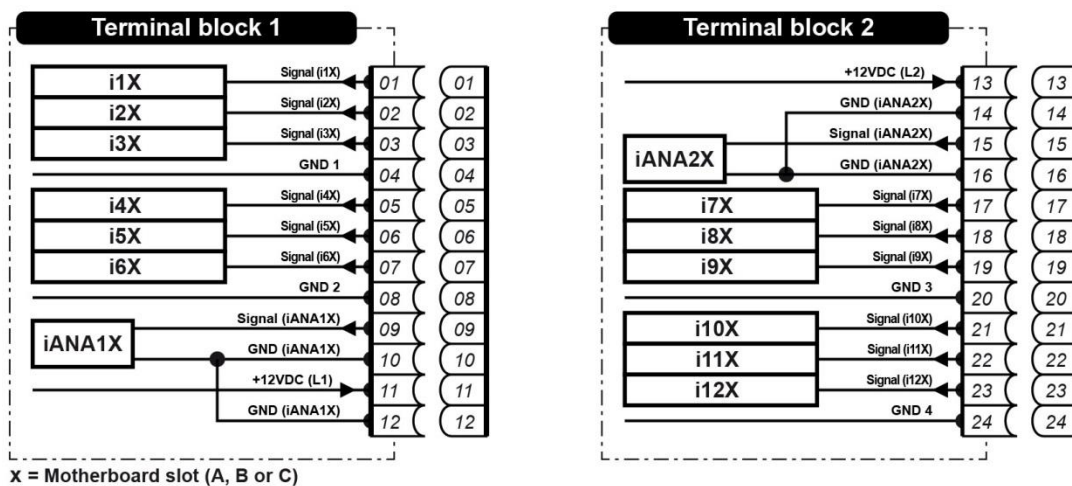 Terminal block 1
i1X
Signal (i1X)
01
01
i2X
Signal (i2X)
02
02
i3X
Signal (i3X)
03
03
GND 1
04
04
i4X
Signal (i4X)
05
05
i5X
Signal (i5X)
06
06
i6X
Signal (i6X)
07
07
GND 2
08
08
iANA1X
Signal (iANA1X)
09
09
GND (iANA1X)
10
10
+12VDC (L1)
11
11
GND (iANA1X)
12
12
x = Motherboard slot (A, B or C)
Terminal block 2
+12VDC (L2)
13
13
GND (iANA2X)
14
14
iANA2X
Signal (iANA2X)
15
15
GND (iANA2X)
16
16
i7X
Signal (i7X)
17
17
i8X
Signal (i8X)
18
18
i9X
Signal (i9X)
19
19
GND 3
20
20
i10X
Signal (i10X)
21
21
i11X
Signal (i11X)
22
22
i12X
Signal (i12X)
23
23
GND 4
24
24